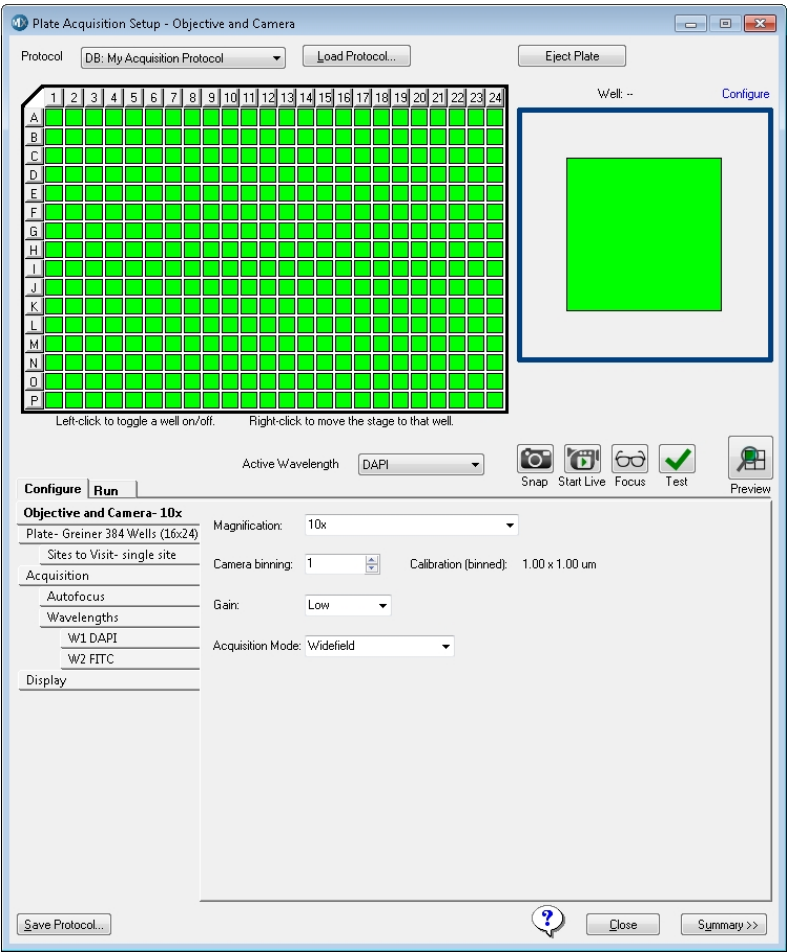 MX Plate Acquisition Setup - Objective and Camera
Protocol DB: My Acquisition Protocol Load Protocol... Eject Plate
1 2 3 4 5 6 7 8 9 10 11 12 13 14 15 16 17 18 19 20 21 22 23 24 Well: -- Configure
A
B
C
D
E
F
G
H
I
J
K
L
M
N
O
P
Left-click to toggle a well on/off. Right-click to move the stage to that well.
Active Wavelength DAPI
Snap Start Live Focus Test Preview
Configure Run
Objective and Camera- 10x
Plate- Greiner 384 Wells (16x24)
Sites to Visit- single site
Acquisition
Autofocus
Wavelengths
W1 DAPI
W2 FITC
Display
Magnification: 10x
Camera binning: 1 Calibration (binned): 1.00 x 1.00 um
Gain: Low
Acquisition Mode: Widefield
Save Protocol... ? Close Summary >>